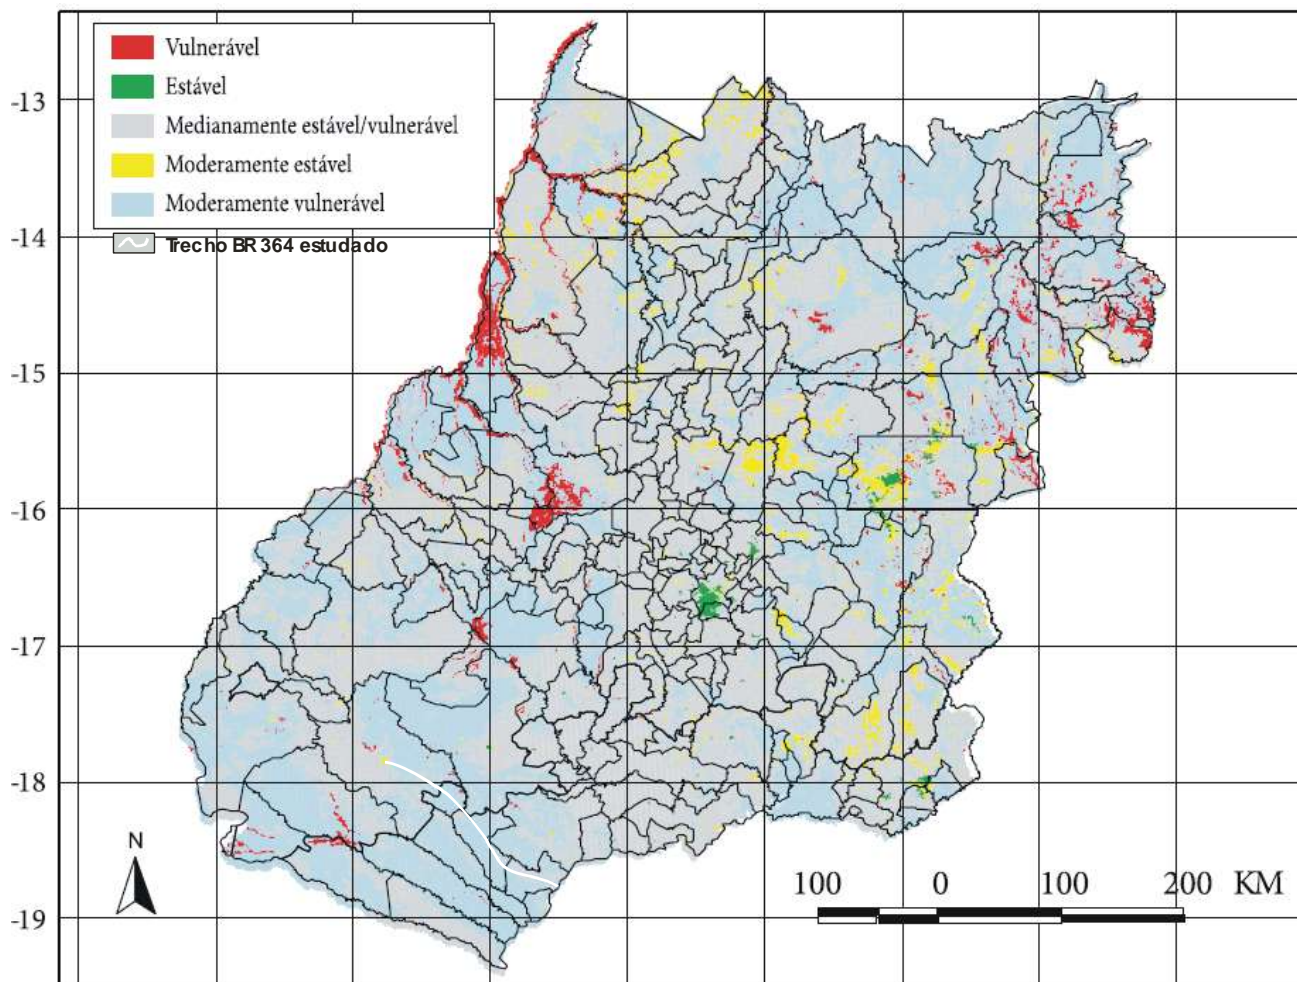 Vulnerável
Estável
Medianamente estável/vulnerável
Moderamente estável
Moderamente vulnerável
Trecho BR 364 estudado
-13
-14
-15
-16
-17
-18
-19
N
100 0 100 200 KM